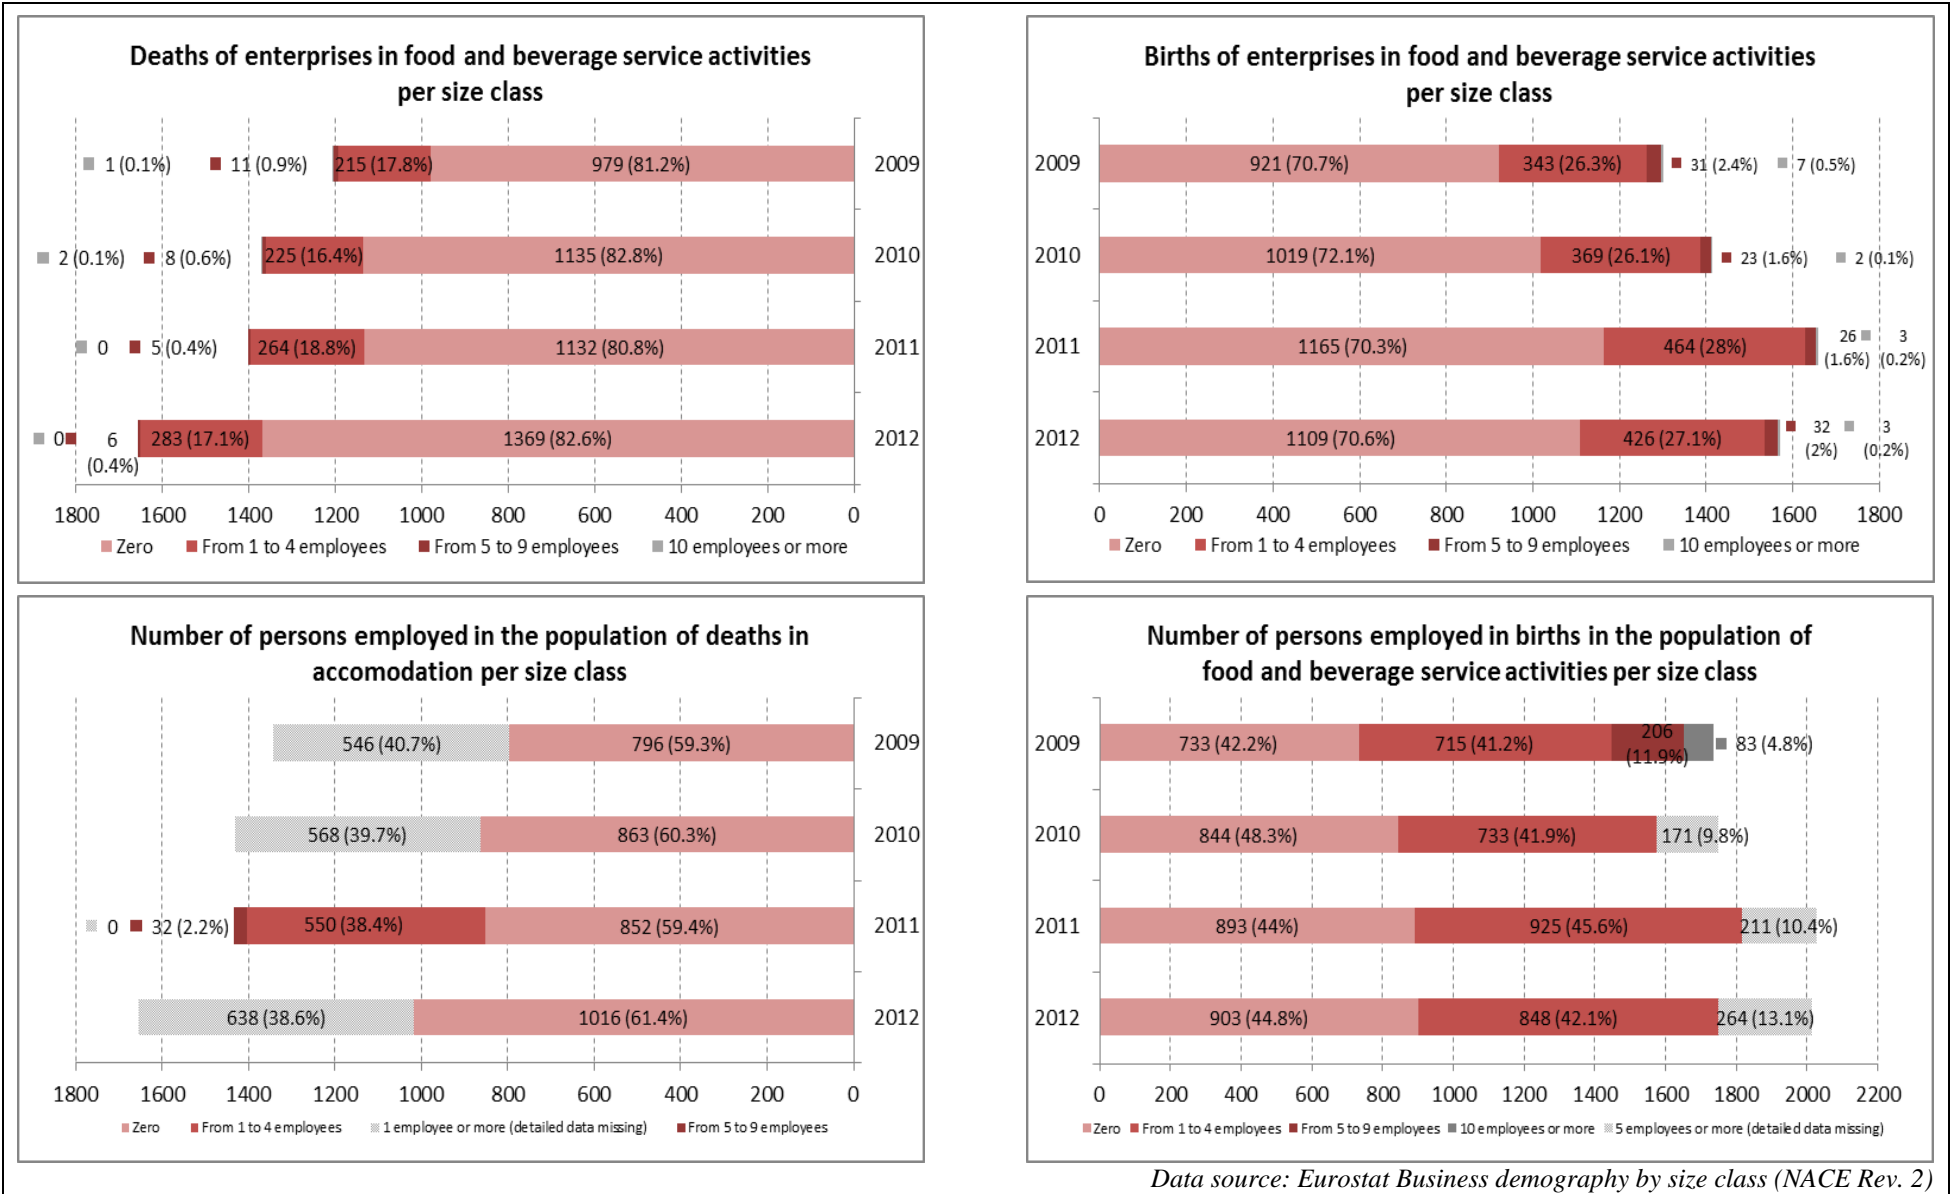 Deaths of enterprises in food and beverage service activities
per size class
1 (0.1%) 11 (0.9%) 215 (17.8%) 979 (81.2%) 2009
2 (0.1%) 8 (0.6%) 225 (16.4%) 1135 (82.8%) 2010
0 5 (0.4%) 264 (18.8%) 1132 (80.8%) 2011
0 6 283 (17.1%) 1369 (82.6%) 2012
(0.4%)
1800 1600 1400 1200 1000 800 600 400 200 0
Zero From 1 to 4 employees From 5 to 9 employees 10 employees or more
Births of enterprises in food and beverage service activities
per size class
2009 921 (70.7%) 343 (26.3%) 31 (2.4%) 7 (0.5%)
2010 1019 (72.1%) 369 (26.1%) 23 (1.6%) 2 (0.1%)
2011 1165 (70.3%) 464 (28%) 26 3
(1.6%) (0.2%)
2012 1109 (70.6%) 426 (27.1%) 32 3
(2%) (0.2%)
0 200 400 600 800 1000 1200 1400 1600 1800
Zero From 1 to 4 employees From 5 to 9 employees 10 employees or more
Number of persons employed in the population of deaths in
accomodation per size class
546 (40.7%) 796 (59.3%) 2009
568 (39.7%) 863 (60.3%) 2010
0 32 (2.2%) 550 (38.4%) 852 (59.4%) 2011
638 (38.6%) 1016 (61.4%) 2012
1800 1600 1400 1200 1000 800 600 400 200 0
Zero From 1 to 4 employees 1 employee or more (detailed data missing) From 5 to 9 employees
Number of persons employed in births in the population of
food and beverage service activities per size class
2009 733 (42.2%) 715 (41.2%) 206 83 (4.8%)
(11.9%)
2010 844 (48.3%) 733 (41.9%) 171 (9.8%)
2011 893 (44%) 925 (45.6%) 211 (10.4%)
2012 903 (44.8%) 848 (42.1%) 264 (13.1%)
0 200 400 600 800 1000 1200 1400 1600 1800 2000 2200
Zero From 1 to 4 employees From 5 to 9 employees 10 employees or more 5 employees or more (detailed data missing)
Data source: Eurostat Business demography by size class (NACE Rev. 2)